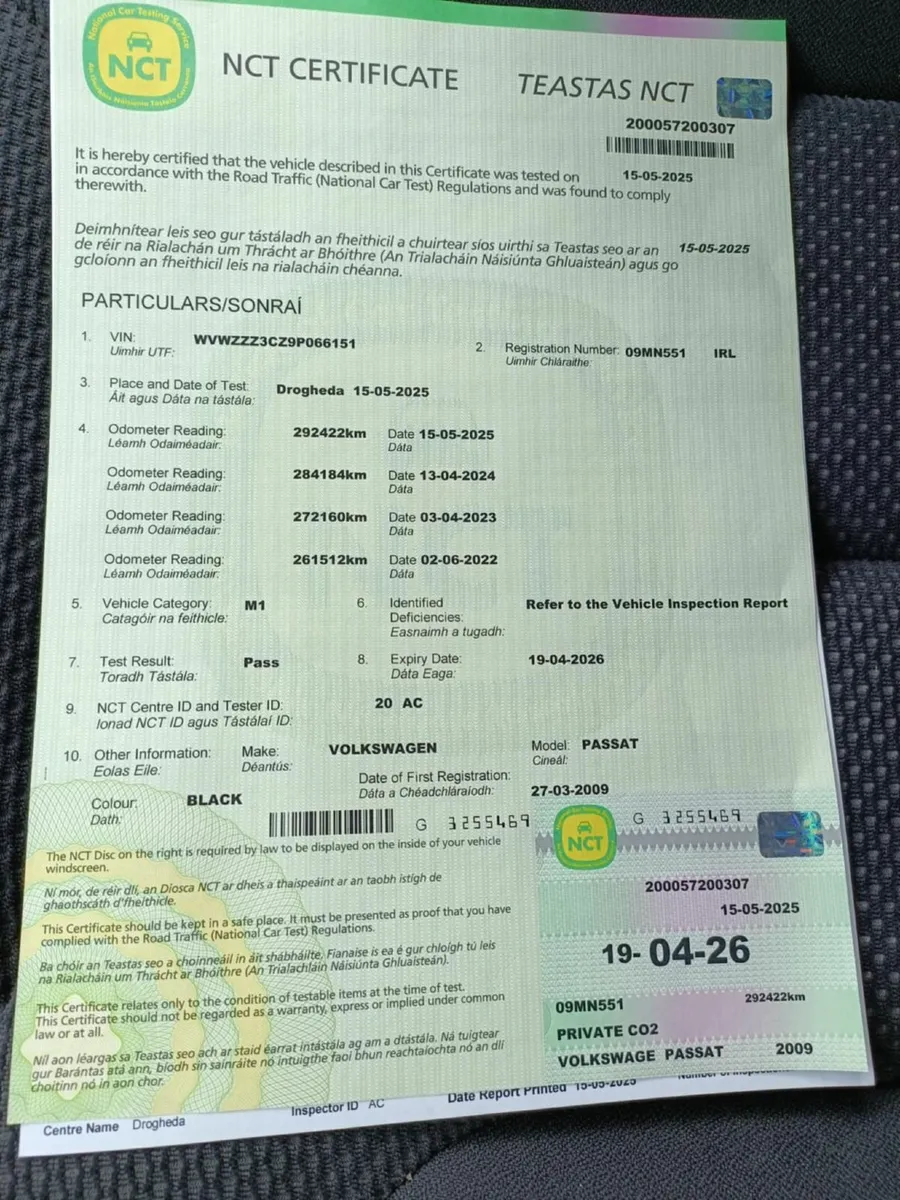 National Car Testing Service
NCT
An tSeirbhís Náisiúnta Tástála Carranna
NCT CERTIFICATE
TEASTAS NCT
200057200307
It is hereby certified that the vehicle described in this Certificate was tested on 15-05-2025
in accordance with the Road Traffic (National Car Test) Regulations and was found to comply
therewith.
Deimhnítear leis seo gur tástáladh an fheithicil a chuirtear síos uirthi sa Teastas seo ar an 15-05-2025
de réir na Rialachán um Thrácht ar Bhóithre (An Trialacháin Náisiúnta Ghluaisteán) agus go
gcloíonn an fheithicil leis na rialacháin chéanna.
PARTICULARS/SONRAÍ
1. VIN: WVWZZZ3CZ9P066151
Uimhir UTF:
2. Registration Number: 09MN551 IRL
Uimhir Chláraithe:
3. Place and Date of Test: Drogheda 15-05-2025
Áit agus Dáta na tástála:
4. Odometer Reading: 292422km Date 15-05-2025
Léamh Odaiméadair: Dáta
Odometer Reading: 284184km Date 13-04-2024
Léamh Odaiméadair: Dáta
Odometer Reading: 272160km Date 03-04-2023
Léamh Odaiméadair: Dáta
Odometer Reading: 261512km Date 02-06-2022
Léamh Odaiméadair: Dáta
5. Vehicle Category: M1
Catagóir na feithicle:
6. Identified Refer to the Vehicle Inspection Report
Deficiencies:
Easnaimh a tugadh:
7. Test Result: Pass
Toradh Tástála:
8. Expiry Date: 19-04-2026
Dáta Eaga:
9. NCT Centre ID and Tester ID: 20 AC
Ionad NCT ID agus Tástálaí ID:
10. Other Information: Make: VOLKSWAGEN Model: PASSAT
Eolas Eile: Déantús: Cineál:
Date of First Registration: 27-03-2009
Dáta a Chéadchláraíodh:
Colour: BLACK
Dath:
G 3255469
G 3255469
The NCT Disc on the right is required by law to be displayed on the inside of your vehicle
windscreen.
Ní mór, de réir dlí, an Diosca NCT ar dheis a thaispeáint ar an taobh istigh de
ghaothscáth d'fheithicle.
This Certificate should be kept in a safe place. It must be presented as proof that you have
complied with the Road Traffic (National Car Test) Regulations.
Ba chóir an Teastas seo a choinneáil in áit shábháilte. Fianaise is ea é gur chloígh tú leis
na Rialacháin um Thrácht ar Bhóithre (An Trialachláin Náisiúnta Ghluaisteán).
This Certificate relates only to the condition of testable items at the time of test.
This Certificate should not be regarded as a warranty, express or implied under common
law or at all.
Níl aon léargas sa Teastas seo ach ar staid éarraí intástála ag am a dtástála. Ná tuigtear
gur Barántas atá ann, bíodh sin sainráite nó intuigthe faoi bhun reachtaíochta nó an dlí
choitinn nó in aon chor.
NCT
200057200307
15-05-2025
19- 04-26
09MN551 292422km
PRIVATE CO2
VOLKSWAGE PASSAT 2009
Centre Name Drogheda
Inspector ID AC
Date Report Printed 15-05-2025